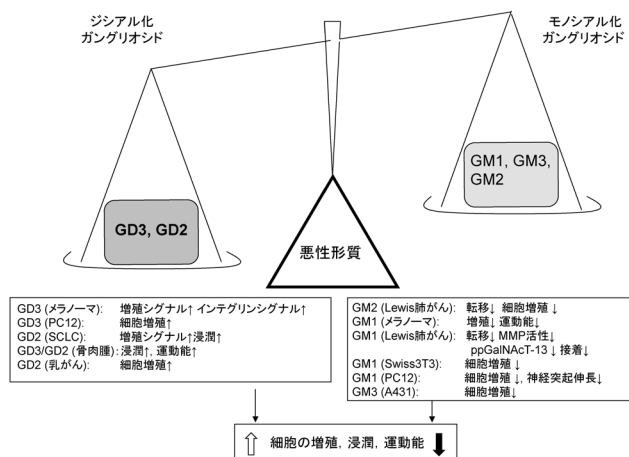 ジシアル化
ガングリオシド
モノシアル化
ガングリオシド
GD3, GD2
GM1, GM3,
GM2
悪性形質
GD3 (メラノーマ): 増殖シグナル↑ インテグリンシグナル↑
GD3 (PC12): 細胞増殖↑
GD2 (SCLC): 増殖シグナル↑浸潤↑
GD3/GD2 (骨肉腫): 浸潤↑, 運動能↑
GD2 (乳がん): 細胞増殖↑
GM2 (Lewis肺がん): 転移↓ 細胞増殖↓
GM1 (メラノーマ): 増殖↓ 運動能↓
GM1 (Lewis肺がん): 転移↓ MMP活性↓
ppGalNAcT-13 ↓ 接着↓
GM1 (Swiss3T3): 細胞増殖↓
GM1 (PC12): 細胞増殖↓, 神経突起伸長↓
GM3 (A431): 細胞増殖↓
⇧ 細胞の増殖, 浸潤, 運動能 ⬇